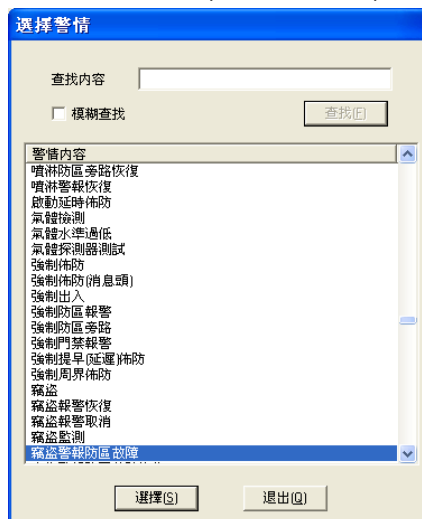 選擇警情
查找內容
模糊查找
查找(F)
警情內容
噴淋防區旁路恢復
噴淋警報恢復
啟動延時佈防
氣體檢測
氣體水準過低
氣體探測器測試
強制佈防
強制佈防(消息頭)
強制出入
強制防區報警
強制防區旁路
強制門禁報警
強制提早(延遲)佈防
強制周界佈防
竊盜
竊盜報警恢復
竊盜報警取消
竊盜監測
竊盜警報防區故障
選擇(S)
退出(Q)